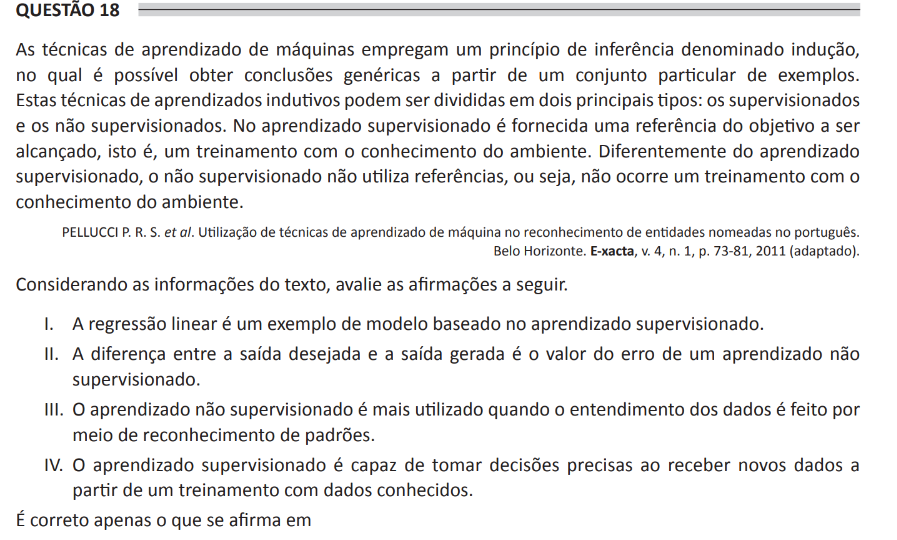 QUESTÃO 18
As técnicas de aprendizado de máquinas empregam um princípio de inferência denominado indução,
no qual é possível obter conclusões genéricas a partir de um conjunto particular de exemplos.
Estas técnicas de aprendizados indutivos podem ser divididas em dois principais tipos: os supervisionados
e os não supervisionados. No aprendizado supervisionado é fornecida uma referência do objetivo a ser
alcançado, isto é, um treinamento com o conhecimento do ambiente. Diferentemente do aprendizado
supervisionado, o não supervisionado não utiliza referências, ou seja, não ocorre um treinamento com o
conhecimento do ambiente.
PELLUCCI P. R. S. et al. Utilização de técnicas de aprendizado de máquina no reconhecimento de entidades nomeadas no português.
Belo Horizonte. E-xacta, v. 4, n. 1, p. 73-81, 2011 (adaptado).
Considerando as informações do texto, avalie as afirmações a seguir.
I. A regressão linear é um exemplo de modelo baseado no aprendizado supervisionado.
II. A diferença entre a saída desejada e a saída gerada é o valor do erro de um aprendizado não
supervisionado.
III. O aprendizado não supervisionado é mais utilizado quando o entendimento dos dados é feito por
meio de reconhecimento de padrões.
IV. O aprendizado supervisionado é capaz de tomar decisões precisas ao receber novos dados a
partir de um treinamento com dados conhecidos.
É correto apenas o que se afirma em